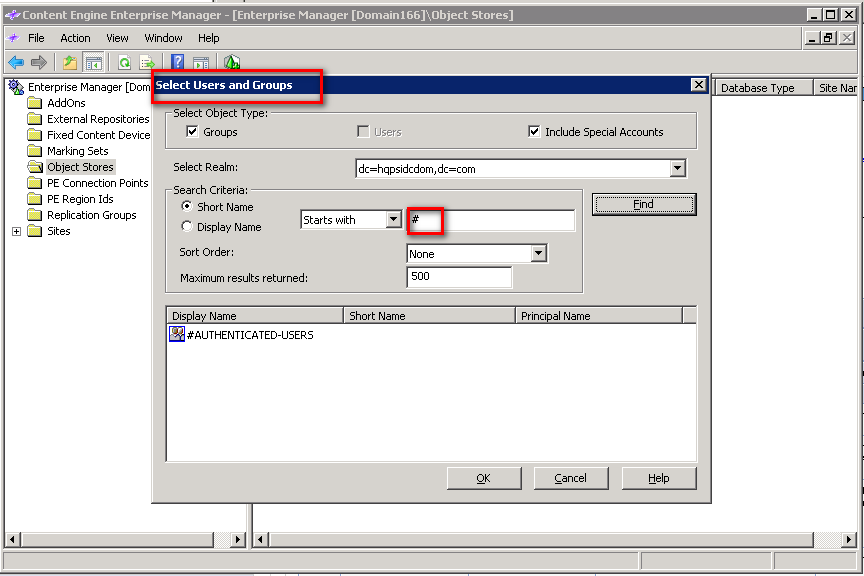 Content Engine Enterprise Manager - [Enterprise Manager [Domain166]\Object Stores]
File Action View Window Help
Enterprise Manager [Dom
AddOns
External Repositories
Fixed Content Device
Marking Sets
Object Stores
PE Connection Points
PE Region Ids
Replication Groups
Sites
Database Type Site Nar
Select Users and Groups
Select Object Type:
Groups Users Include Special Accounts
Select Realm: dc=hqpsidcdom,dc=com
Search Criteria:
Short Name
Display Name
Starts with #
Find
Sort Order: None
Maximum results returned: 500
Display Name Short Name Principal Name
#AUTHENTICATED-USERS
OK Cancel Help